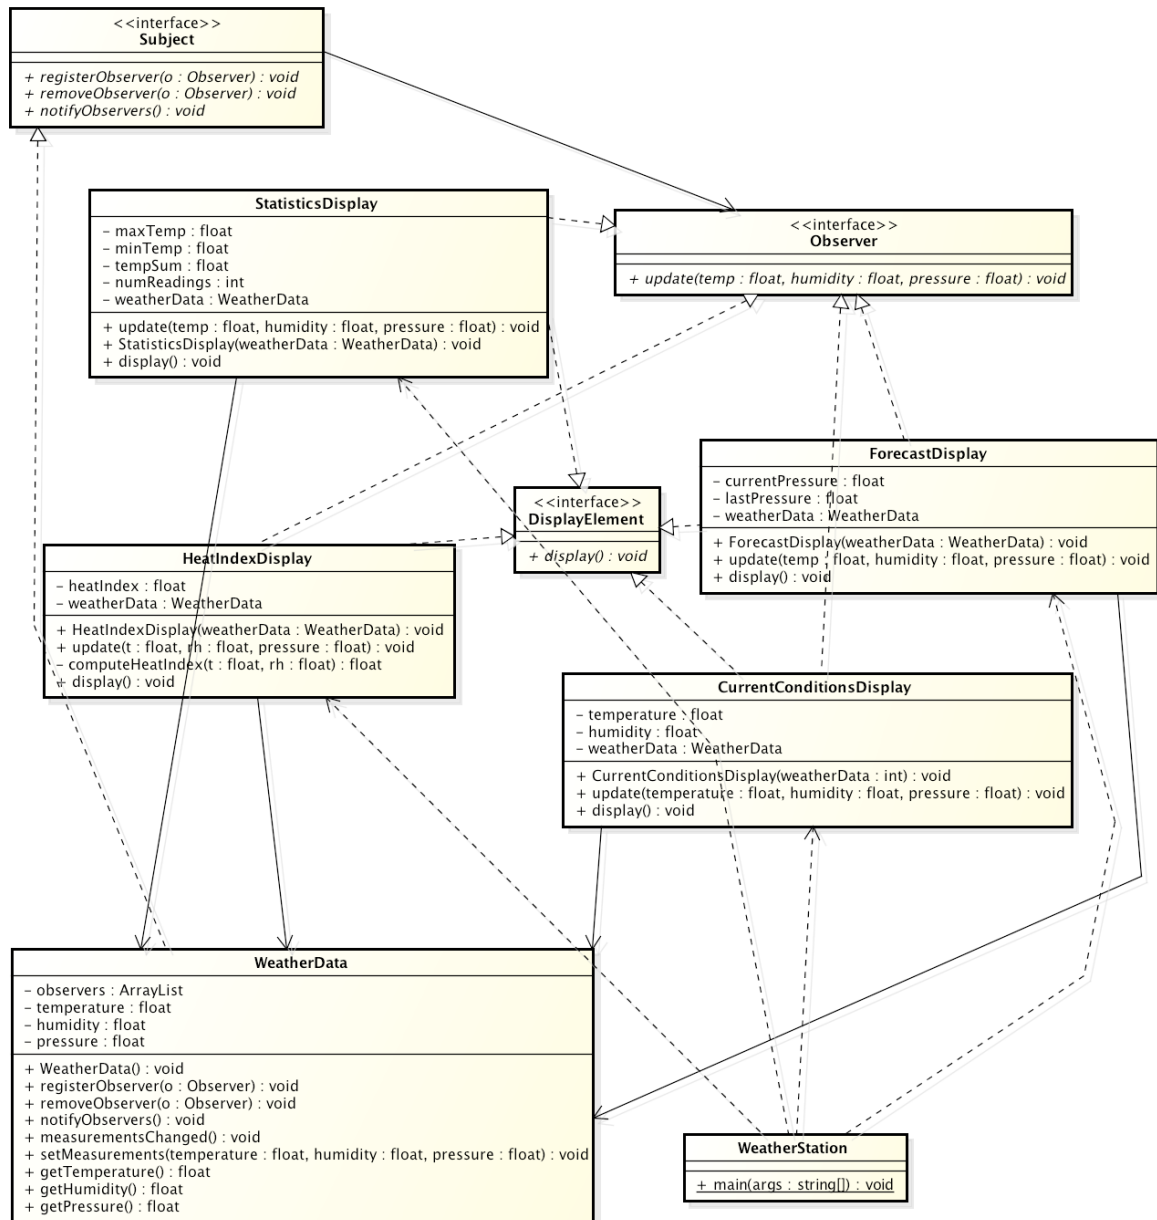 <<interface>>
Subject
+ registerObserver(o : Observer) : void
+ removeObserver(o : Observer) : void
+ notifyObservers() : void
StatisticsDisplay
- maxTemp : float
- minTemp : float
- tempSum : float
- numReadings : int
- weatherData : WeatherData
+ update(temp : float, humidity : float, pressure : float) : void
+ StatisticsDisplay(weatherData : WeatherData) : void
+ display() : void
<<interface>>
Observer
+ update(temp : float, humidity : float, pressure : float) : void
ForecastDisplay
- currentPressure : float
- lastPressure : float
- weatherData : WeatherData
+ ForecastDisplay(weatherData : WeatherData) : void
+ update(temp : float, humidity : float, pressure : float) : void
+ display() : void
<<interface>>
DisplayElement
+ display() : void
HeatIndexDisplay
- heatIndex : float
- weatherData : WeatherData
+ HeatIndexDisplay(weatherData : WeatherData) : void
+ update(t : float, rh : float, pressure : float) : void
- computeHeatIndex(t : float, rh : float) : float
+ display() : void
CurrentConditionsDisplay
- temperature : float
- humidity : float
- weatherData : WeatherData
+ CurrentConditionsDisplay(weatherData : int) : void
+ update(temperature : float, humidity : float, pressure : float) : void
+ display() : void
WeatherData
- observers : ArrayList
- temperature : float
- humidity : float
- pressure : float
+ WeatherData() : void
+ registerObserver(o : Observer) : void
+ removeObserver(o : Observer) : void
+ notifyObservers() : void
+ measurementsChanged() : void
+ setMeasurements(temperature : float, humidity : float, pressure : float) : void
+ getTemperature() : float
+ getHumidity() : float
+ getPressure() : float
WeatherStation
+ main(args : string[]) : void